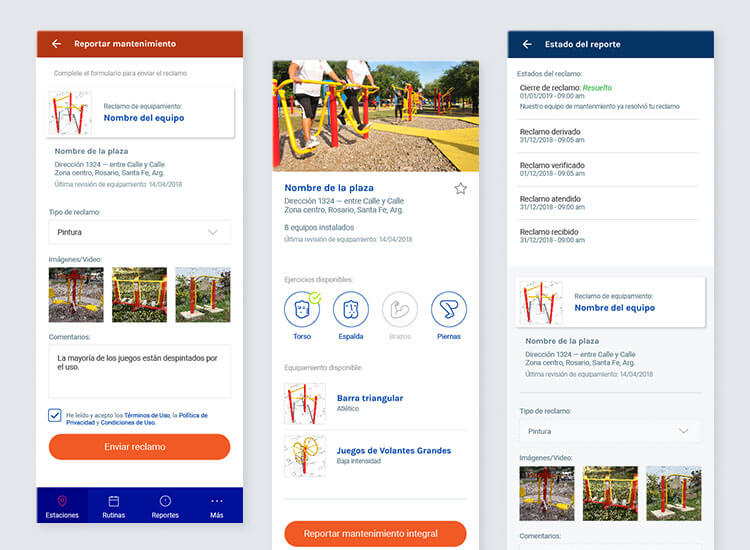 Reportar mantenimiento
Complete el formulario para enviar el reclamo
Reclamo de equipamiento:
Nombre del equipo
Nombre de la plaza
Dirección 1324 — entre Calle y Calle
Zona centro, Rosario, Santa Fe, Arg.
Última revisión de equipamiento: 14/04/2018
Tipo de reclamo:
Pintura
Imágenes/Video:
Comentarios:
La mayoría de los juegos están despintados por
el uso.
He leído y acepto los Términos de Uso, la Política de
Privacidad y Condiciones de Uso.
Enviar reclamo
Estaciones
Rutinas
Reportes
Más
Nombre de la plaza
Dirección 1324 — entre Calle y Calle
Zona centro, Rosario, Santa Fe, Arg.
8 equipos instalados
Última revisión de equipamiento: 14/04/2018
Ejercicios disponibles:
Torso
Espalda
Brazos
Piernas
Equipamiento disponible:
Barra triangular
Atlético
Juegos de Volantes Grandes
Baja Intensidad
Reportar mantenimiento integral
Estado del reporte
Estados del reclamo:
Cierre de reclamo: Resuelto
01/01/2019 - 09:00 am
Nuestro equipo de mantenimiento ya resolvió tu reclamo
Reclamo derivado
31/12/2018 - 09:05 am
Reclamo verificado
01/12/2018 - 09:00 am
Reclamo atendido
31/12/2018 - 09:00 am
Reclamo recibido
31/12/2018 - 09:00 am
Reclamo de equipamiento:
Nombre del equipo
Nombre de la plaza
Dirección 1324 — entre Calle y Calle
Zona centro, Rosario, Santa Fe, Arg.
Última revisión de equipamiento: 14/04/2018
Tipo de reclamo:
Pintura
Imágenes/Video:
Comentarios: